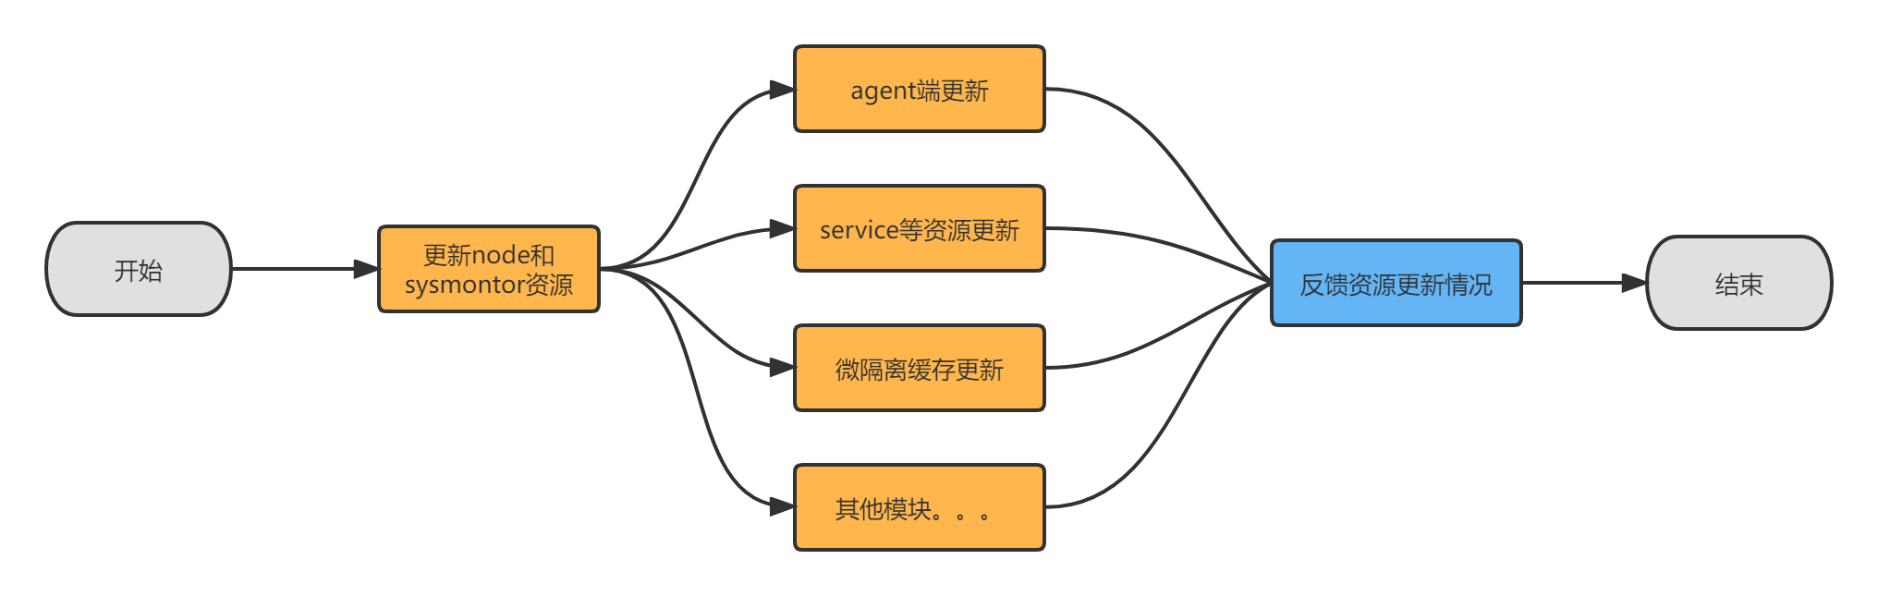 开始
更新node和
sysmontor资源
agent端更新
service等资源更新
微隔离缓存更新
其他模块。。。
反馈资源更新情况
结束